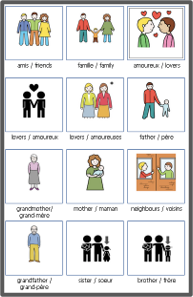 amis / friends
famille / family
amoureux / lovers
lovers / amoureux
lovers / amoureuses
father / père
grandmother/
grand-mère
mother / maman
neighbours / voisins
grandfather /
grand-père
sister / soeur
brother / frère